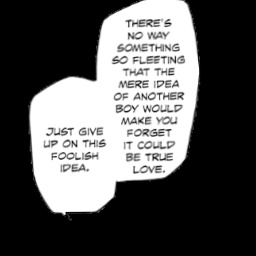 THERE'S
NO WAY
SOMETHING
SO FLEETING
THAT THE
MERE IDEA
OF ANOTHER
BOY WOULD
MAKE YOU
FORGET
IT COULD
BE TRUE
LOVE.
JUST GIVE
UP ON THIS
FOOLISH
IDEA.